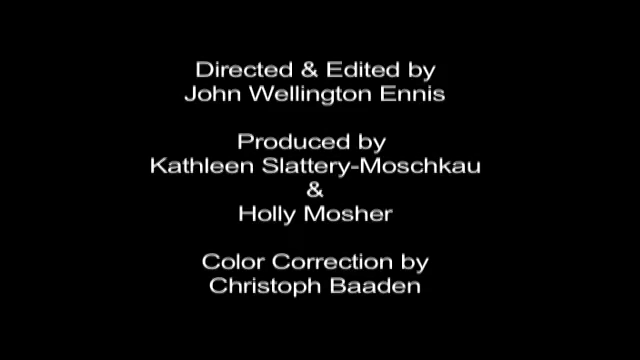 Directed & Edited by
John Wellington Ennis
Produced by
Kathleen Slattery-Moschkau
&
Holly Mosher
Color Correction by
Christoph Baaden